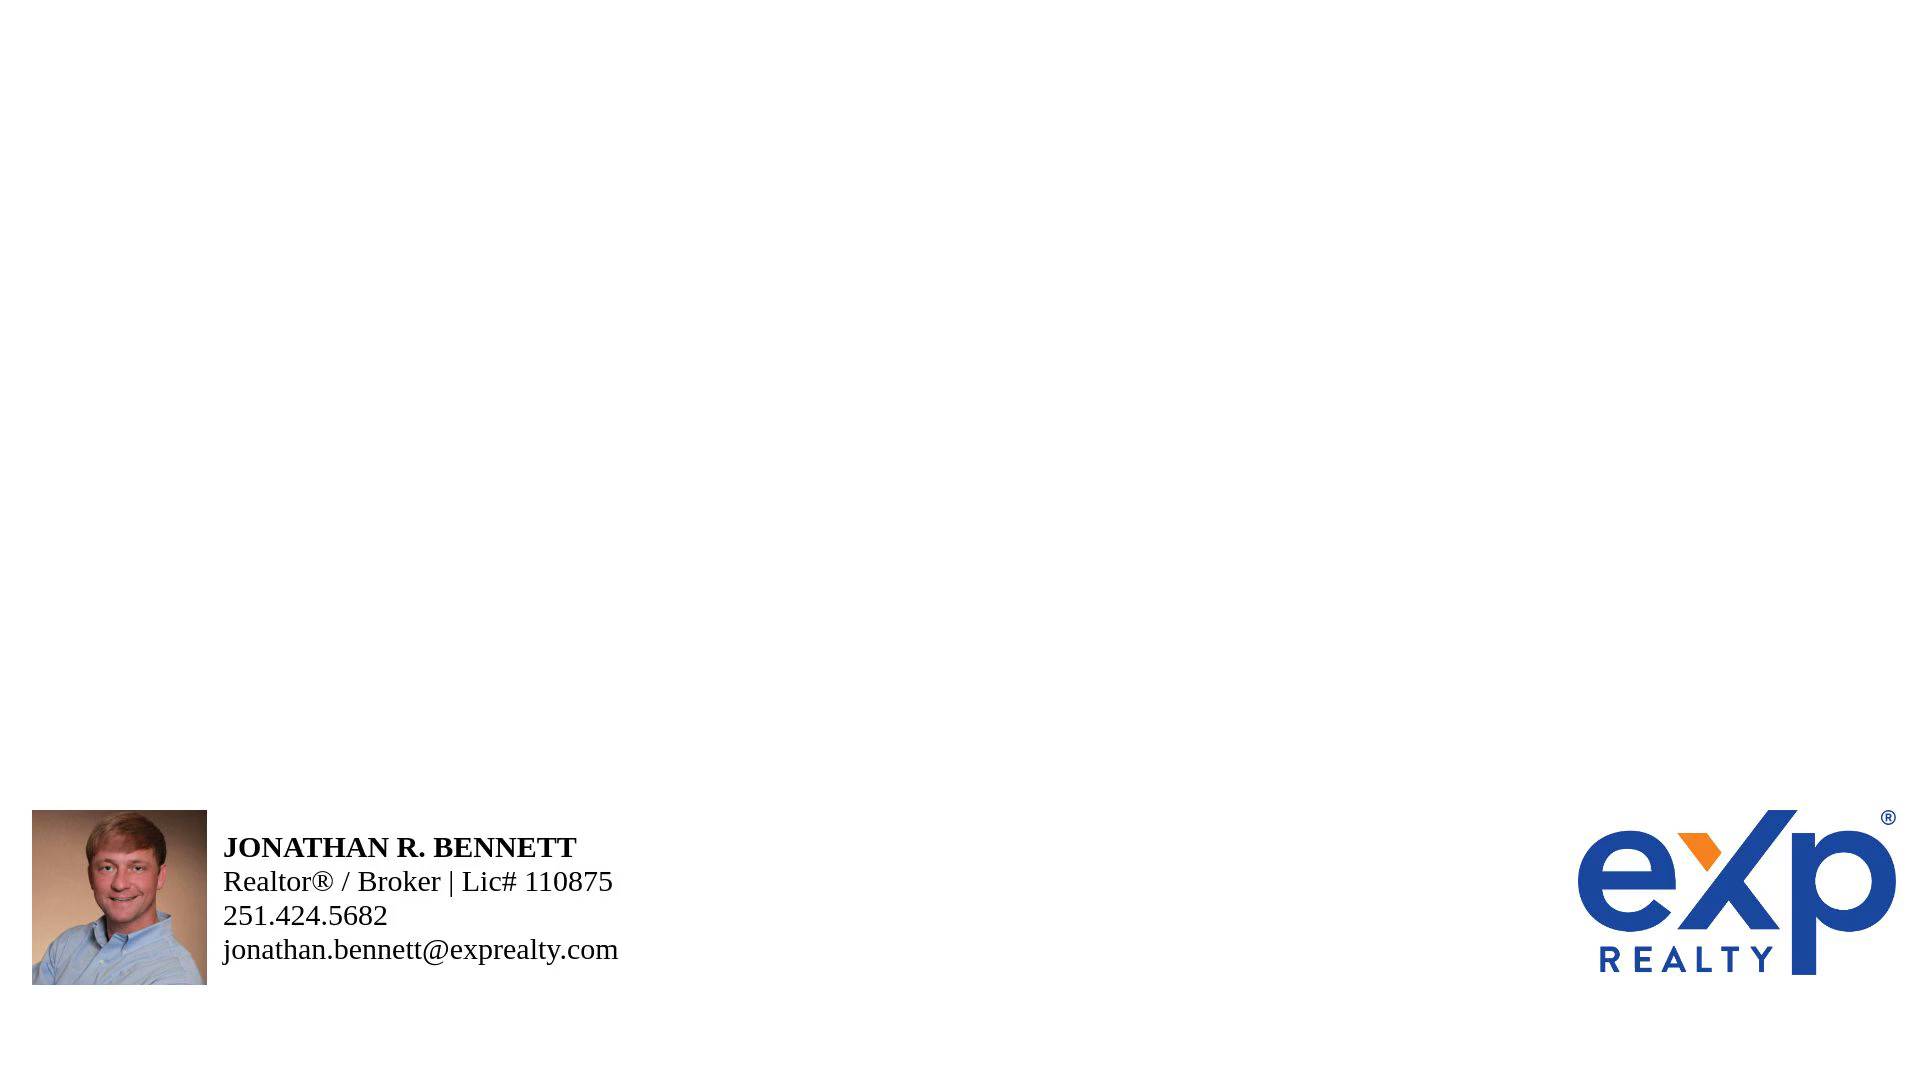 JONATHAN R. BENNETT
Realtor® / Broker | Lic# 110875
251.424.5682
jonathan.bennett@exprealty.com
eXp®
REALTY